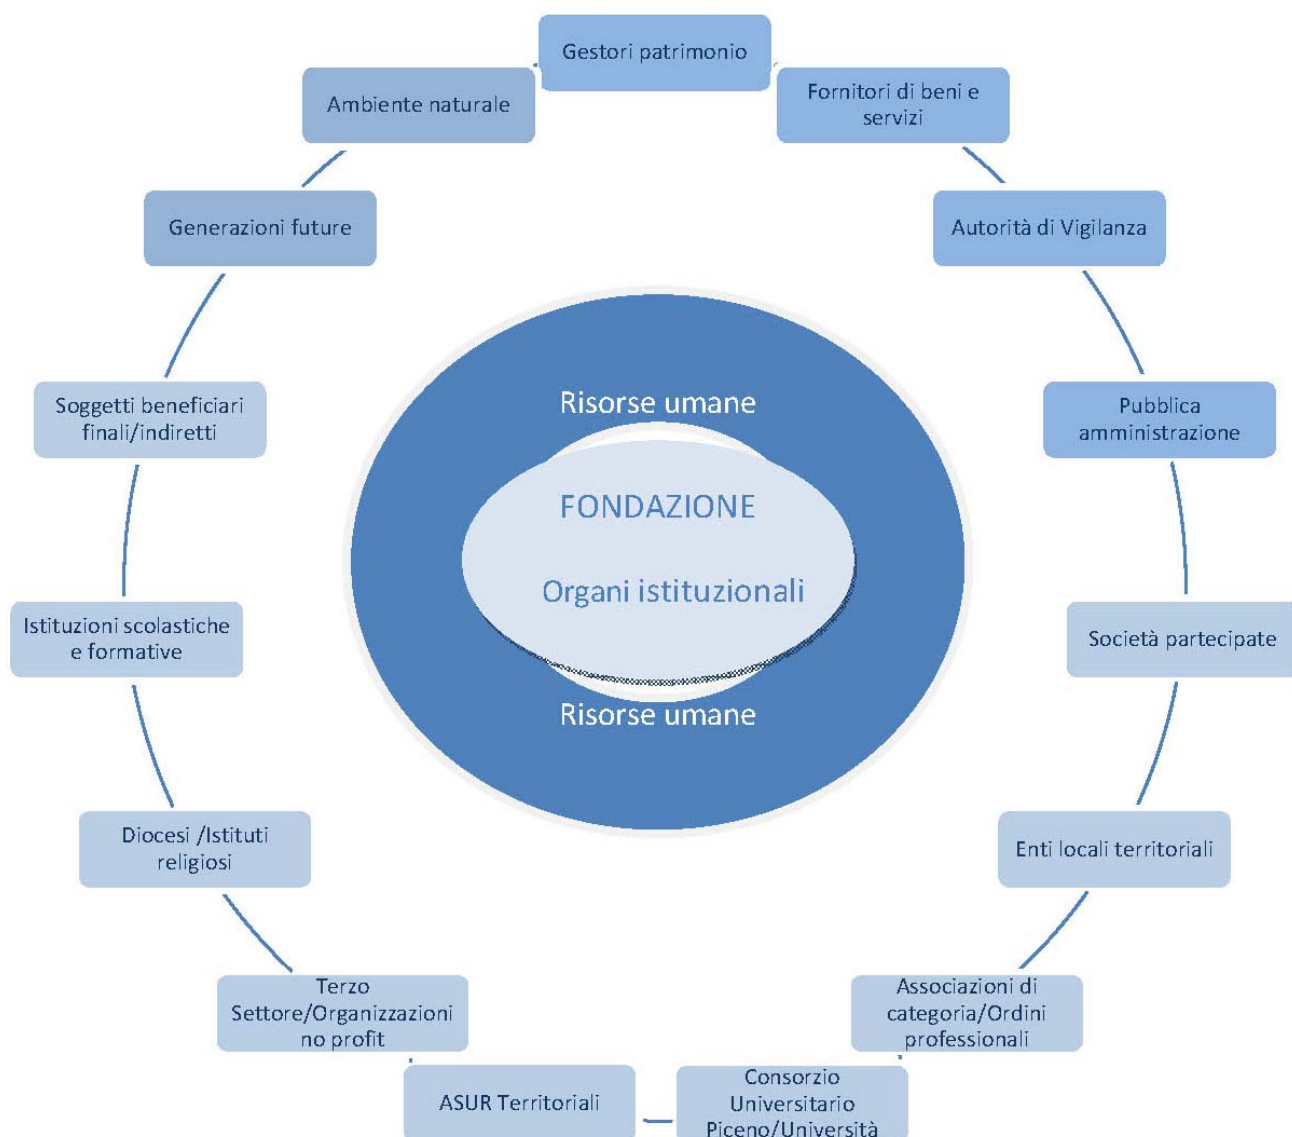 Gestori patrimonio
Fornitori di beni e
servizi
Autorità di Vigilanza
Pubblica
amministrazione
Società partecipate
Enti locali territoriali
Associazioni di
categoria/Ordini
professionali
Consorzio
Universitario
Piceno/Università
ASUR Territoriali
Terzo
Settore/Organizzazioni
no profit
Diocesi /Istituti
religiosi
Istituzioni scolastiche
e formative
Soggetti beneficiari
finali/indiretti
Generazioni future
Ambiente naturale
Risorse umane
FONDAZIONE
Organi istituzionali
Risorse umane